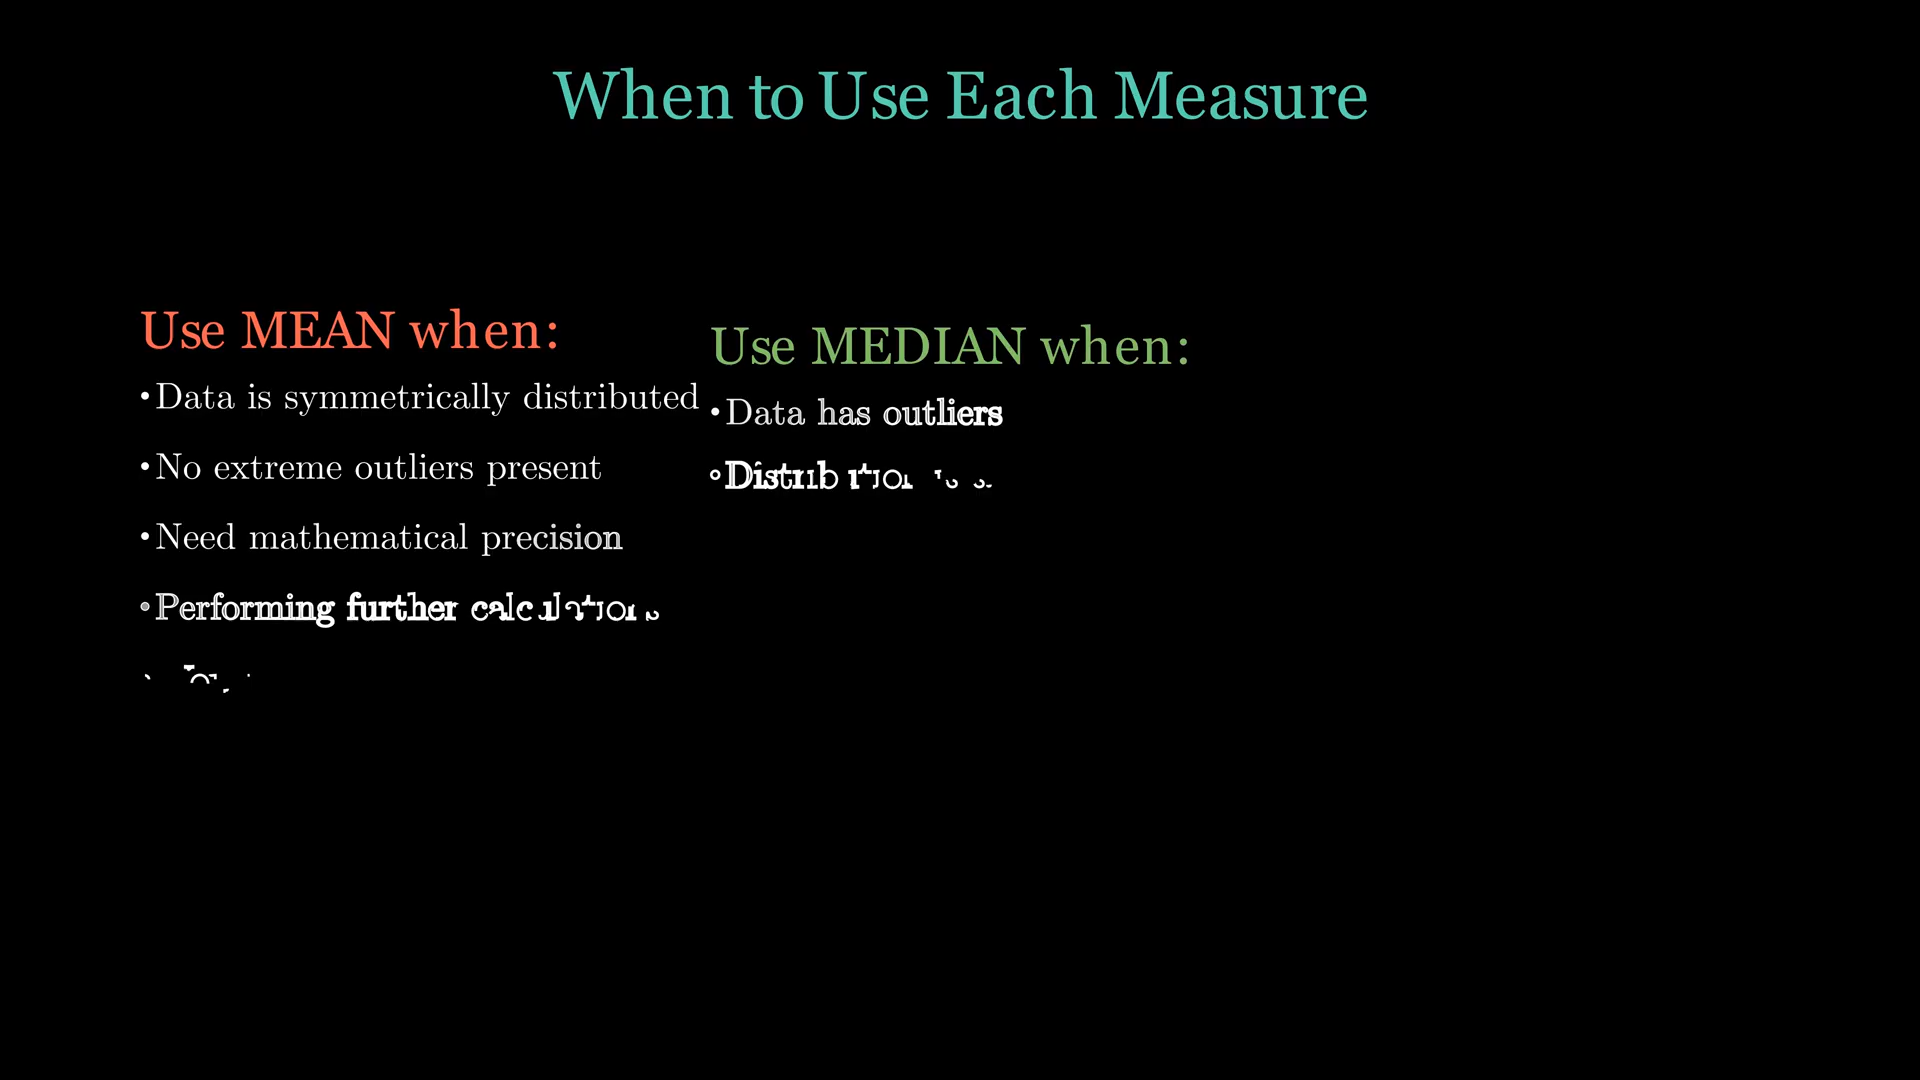 When to Use Each Measure
Use MEAN when:
•Data is symmetrically distributed
•No extreme outliers present
•Need mathematical precision
•Performing further calculations
Use MEDIAN when:
•Data has outliers